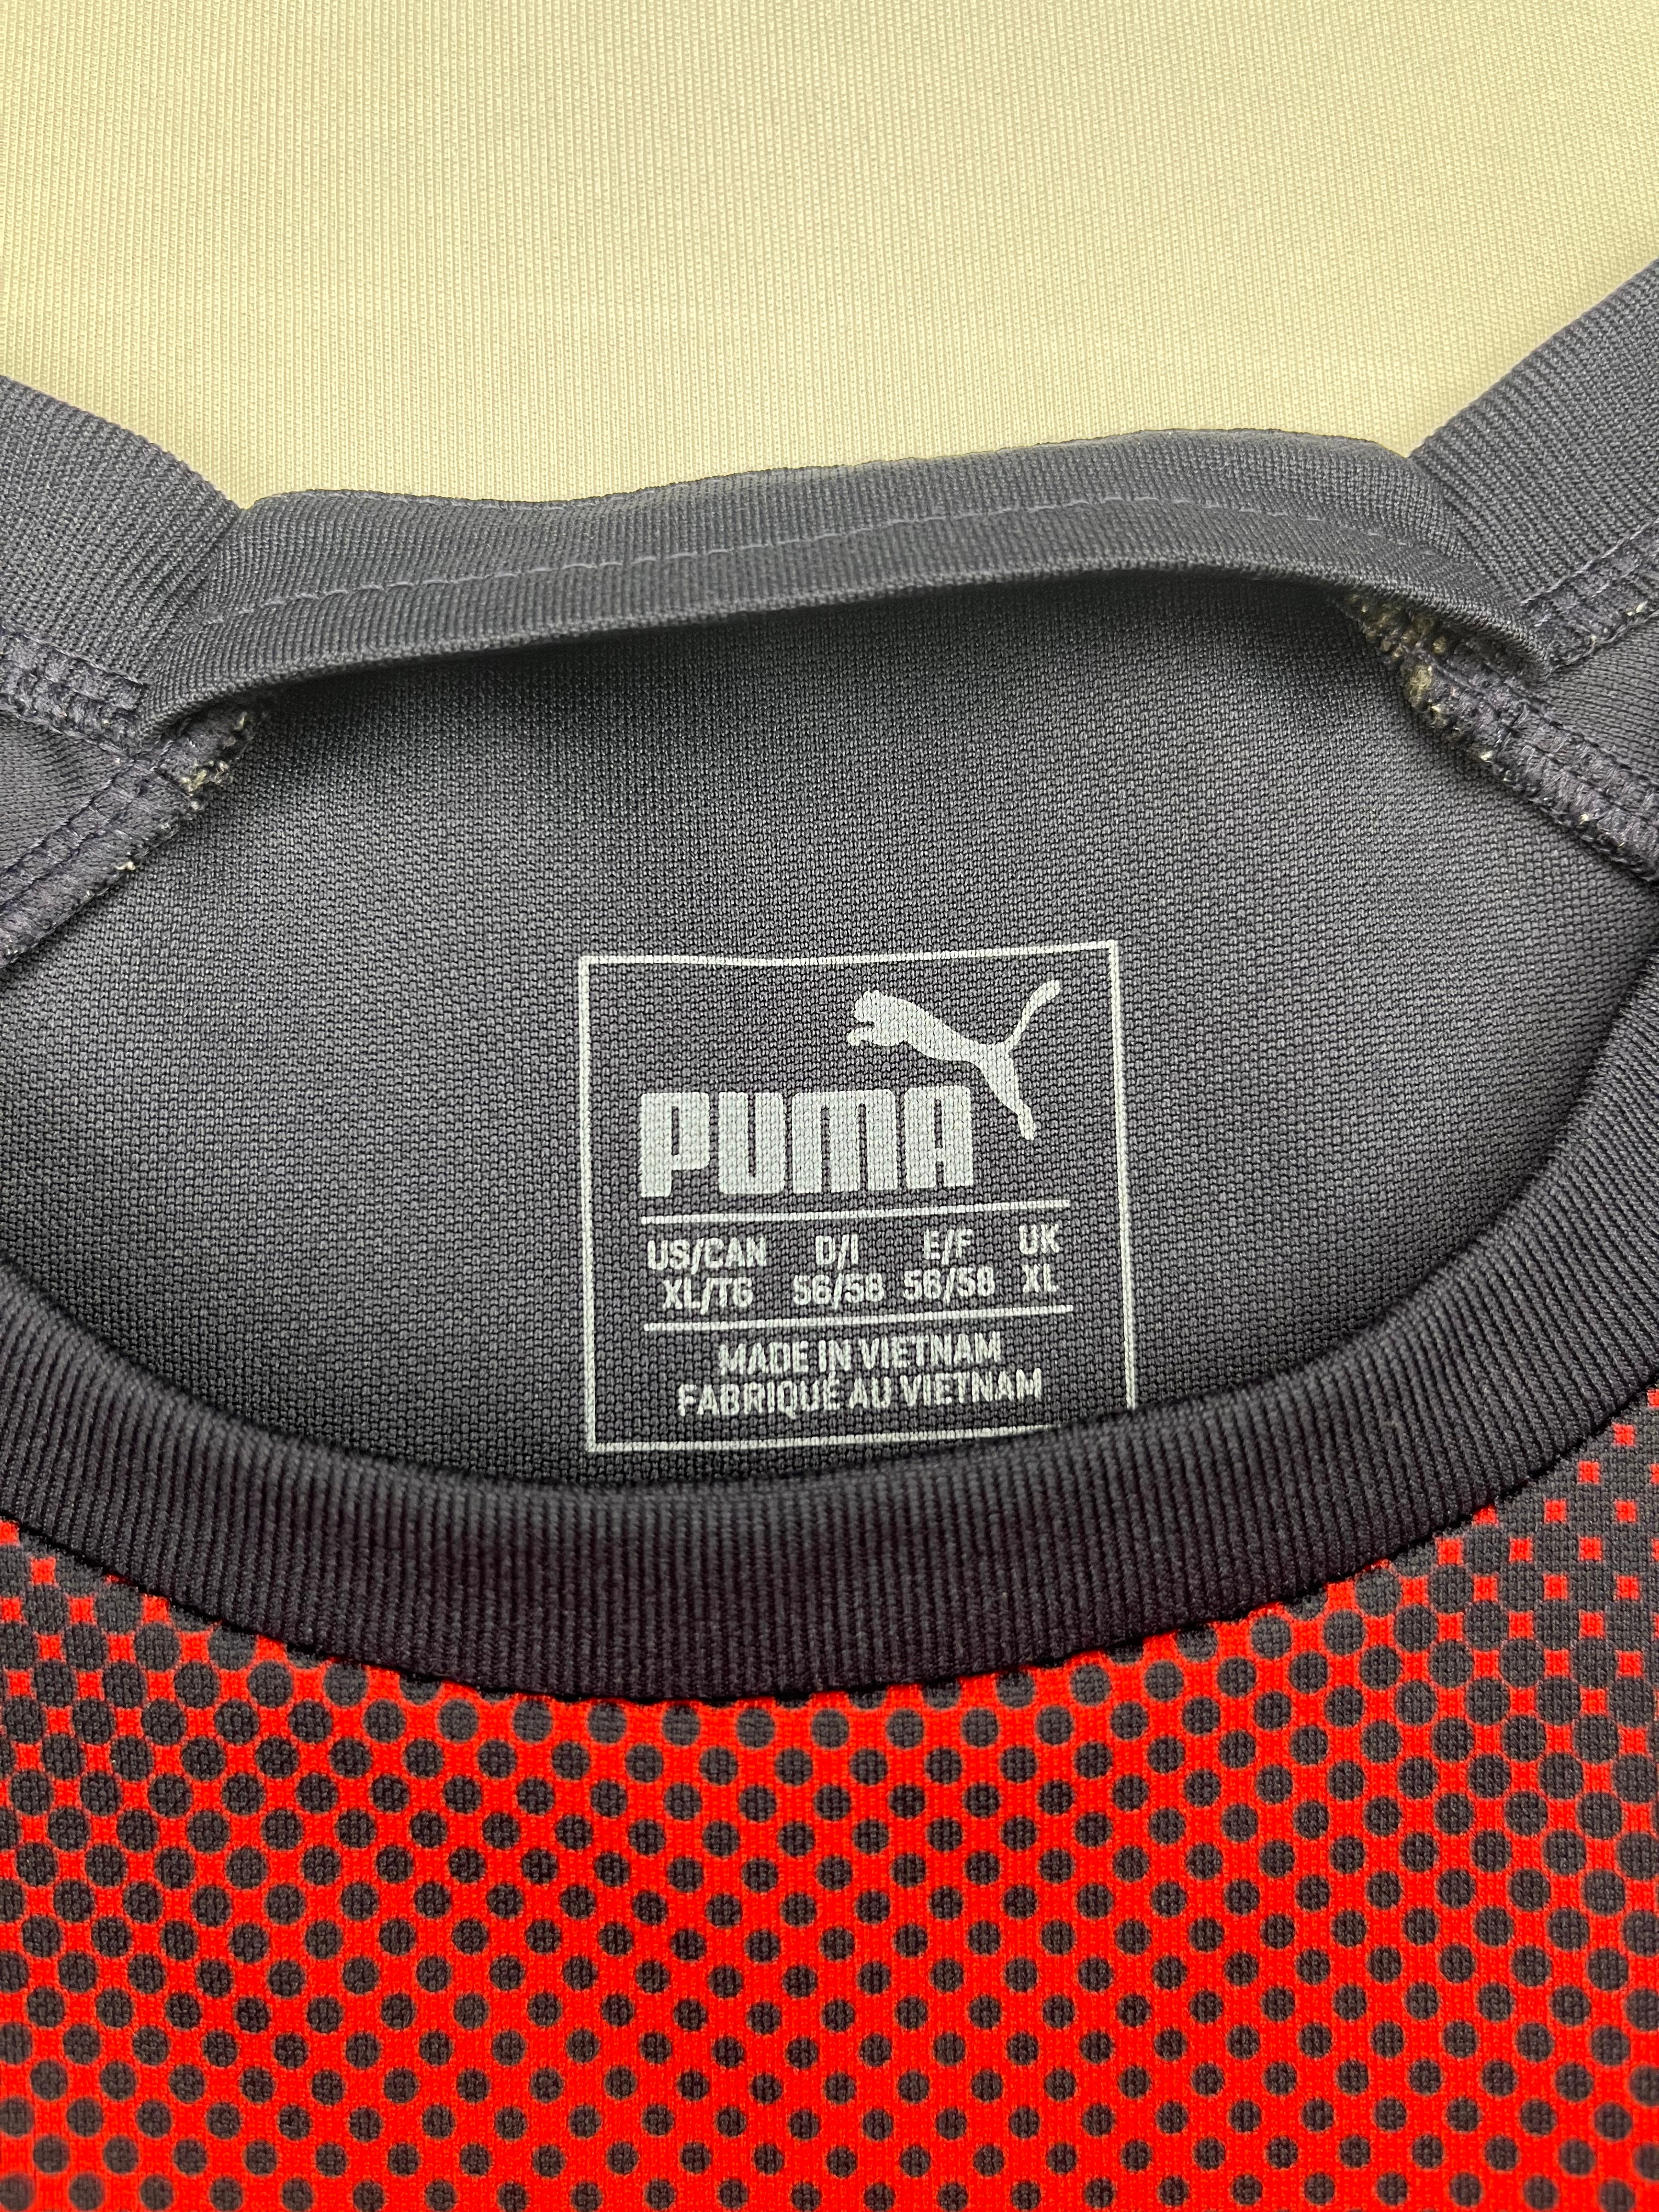 PUMA
US/CAN D/I E/F UK
XL/TG 56/58 56/58 XL
MADE IN VIETNAM
FABRIQUÉ AU VIETNAM